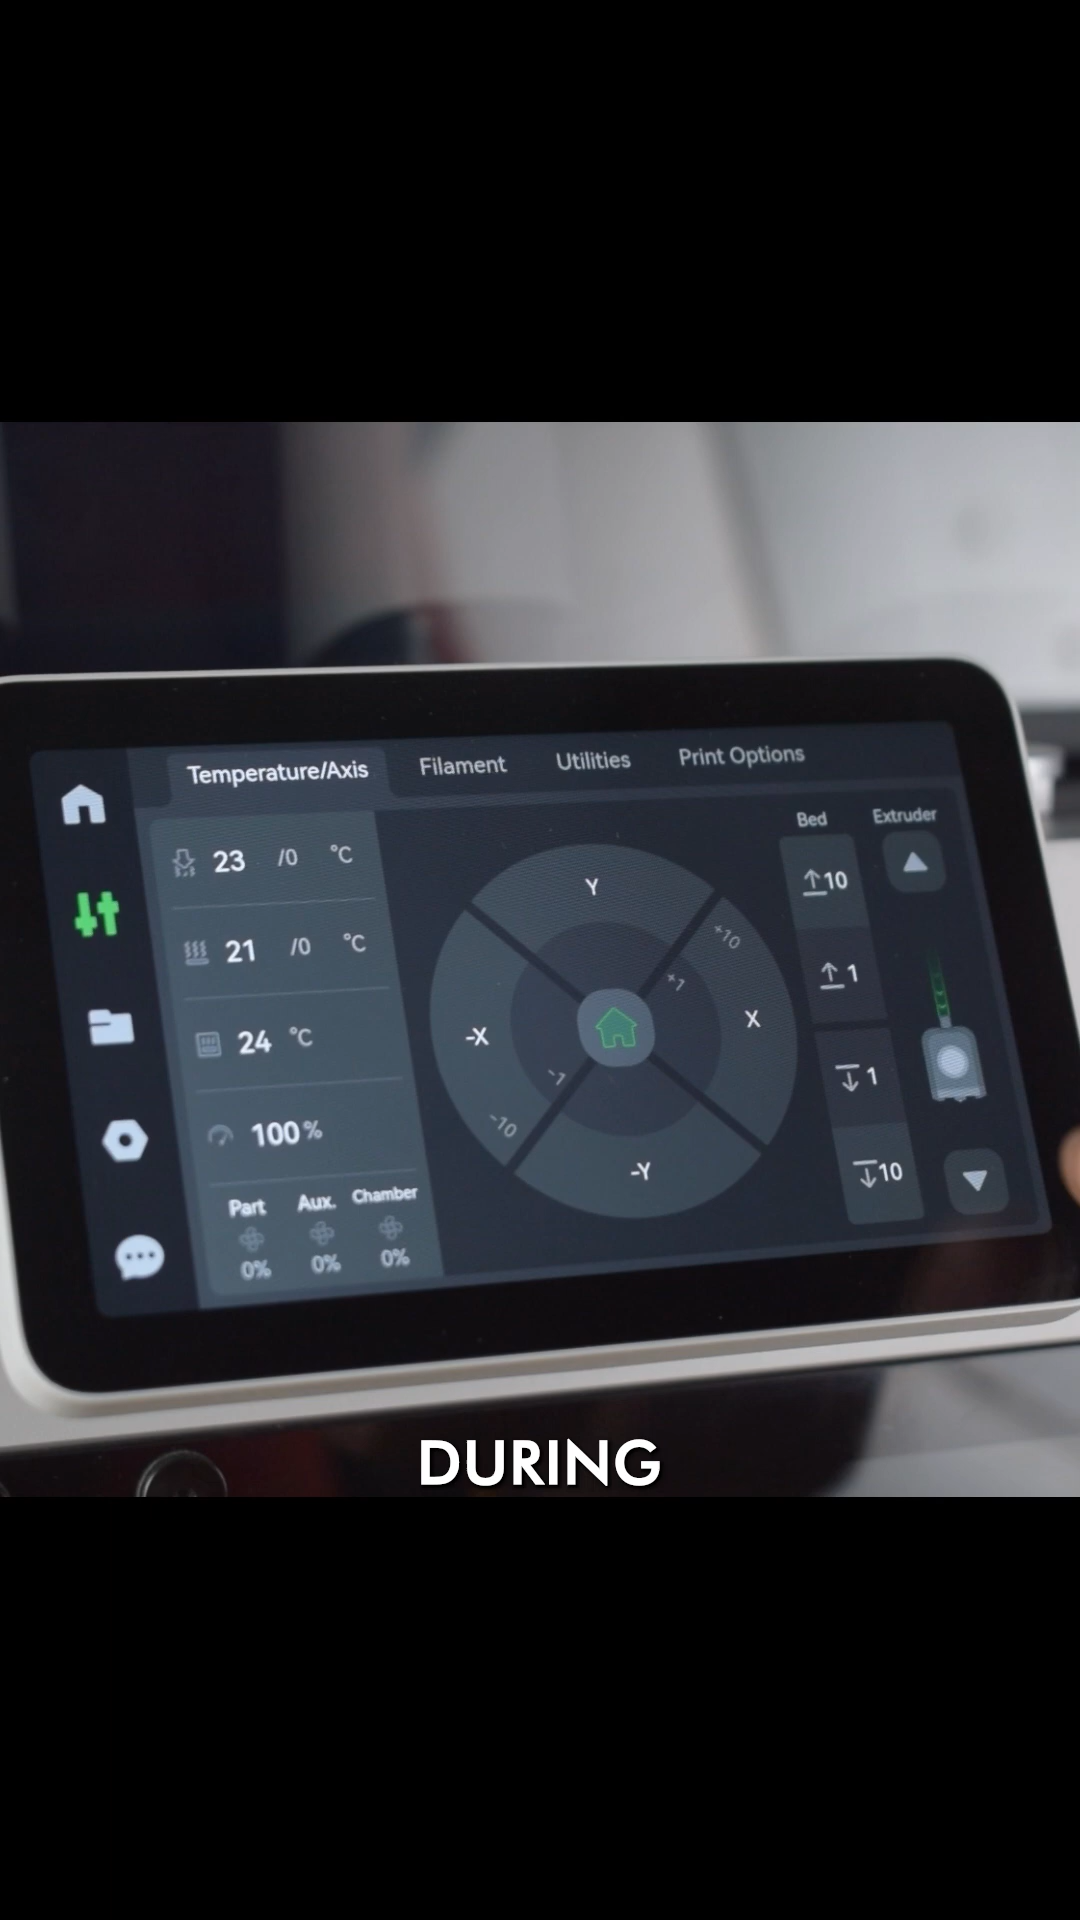 Temperature/Axis Filament Utilities Print Options
23 /0 °C
21 /0 °C
24 °C
100%
Part Aux. Chamber
0% 0% 0%
Y
+10
+1
-X X
-1
-10
-Y
Bed Extruder
10
1
1
10
DURING